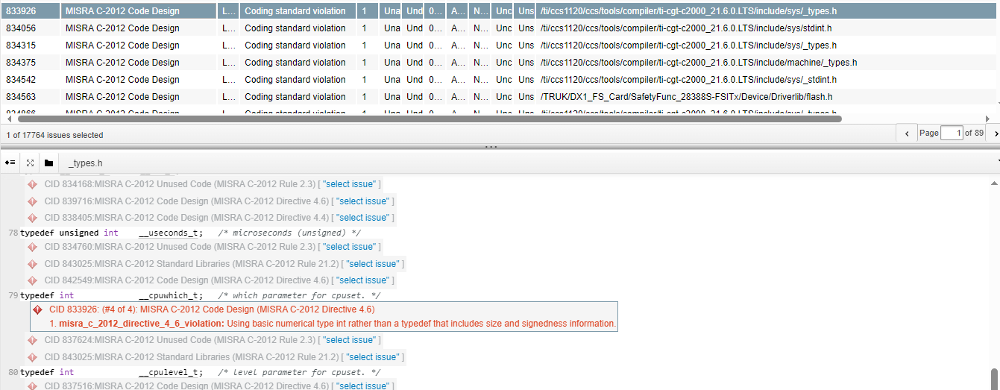 833926 MISRA C-2012 Code Design L... Coding standard violation 1 Una Und 0... A... N... Unc Uns /ti/ccs1120/ccs/tools/compiler/ti-cgt-c2000_21.6.0.LTS/include/sys/_types.h
834056 MISRA C-2012 Code Design L... Coding standard violation 1 Una Und 0... A... N... Unc Uns /ti/ccs1120/ccs/tools/compiler/ti-cgt-c2000_21.6.0.LTS/include/sys/stdint.h
834315 MISRA C-2012 Code Design L... Coding standard violation 1 Una Und 0... A... N... Unc Uns /ti/ccs1120/ccs/tools/compiler/ti-cgt-c2000_21.6.0.LTS/include/sys/_types.h
834375 MISRA C-2012 Code Design L... Coding standard violation 1 Una Und 0... A... N... Unc Uns /ti/ccs1120/ccs/tools/compiler/ti-cgt-c2000_21.6.0.LTS/include/machine/_types.h
834542 MISRA C-2012 Code Design L... Coding standard violation 1 Una Und 0... A... N... Unc Uns /ti/ccs1120/ccs/tools/compiler/ti-cgt-c2000_21.6.0.LTS/include/sys/_stdint.h
834563 MISRA C-2012 Code Design L... Coding standard violation 1 Una Und 0... A... N... Unc Uns /TRUK/DX1_FS_Card/SafetyFunc_28388S-FSITx/Device/Driverlib/flash.h
MISRA C-2012 Code Design L... Coding standard violation 1 Una Und 0... A... N... Unc Uns /ti/ccs1120/ccs/tools/compiler/ti-cgt-c2000_21.6.0.LTS/include/sys/_types.h
1 of 17764 issues selected
Page 1 of 89
_types.h
CID 834168:MISRA C-2012 Unused Code (MISRA C-2012 Rule 2.3) [ "select issue" ]
CID 839716:MISRA C-2012 Code Design (MISRA C-2012 Directive 4.6) [ "select issue" ]
CID 838405:MISRA C-2012 Code Design (MISRA C-2012 Directive 4.4) [ "select issue" ]
78 typedef unsigned int __useconds_t; /* microseconds (unsigned) */
CID 834760:MISRA C-2012 Unused Code (MISRA C-2012 Rule 2.3) [ "select issue" ]
CID 843025:MISRA C-2012 Standard Libraries (MISRA C-2012 Rule 21.2) [ "select issue" ]
CID 842549:MISRA C-2012 Code Design (MISRA C-2012 Directive 4.6) [ "select issue" ]
79 typedef int __cpuwhich_t; /* which parameter for cpuset. */
CID 833926: (#4 of 4): MISRA C-2012 Code Design (MISRA C-2012 Directive 4.6)
1. misra_c_2012_directive_4_6_violation: Using basic numerical type int rather than a typedef that includes size and signedness information.
CID 837624:MISRA C-2012 Unused Code (MISRA C-2012 Rule 2.3) [ "select issue" ]
CID 843025:MISRA C-2012 Standard Libraries (MISRA C-2012 Rule 21.2) [ "select issue" ]
80 typedef int __cpulevel_t; /* level parameter for cpuset. */
CID 837516:MISRA C-2012 Code Design (MISRA C-2012 Directive 4.6) [ "select issue" ]